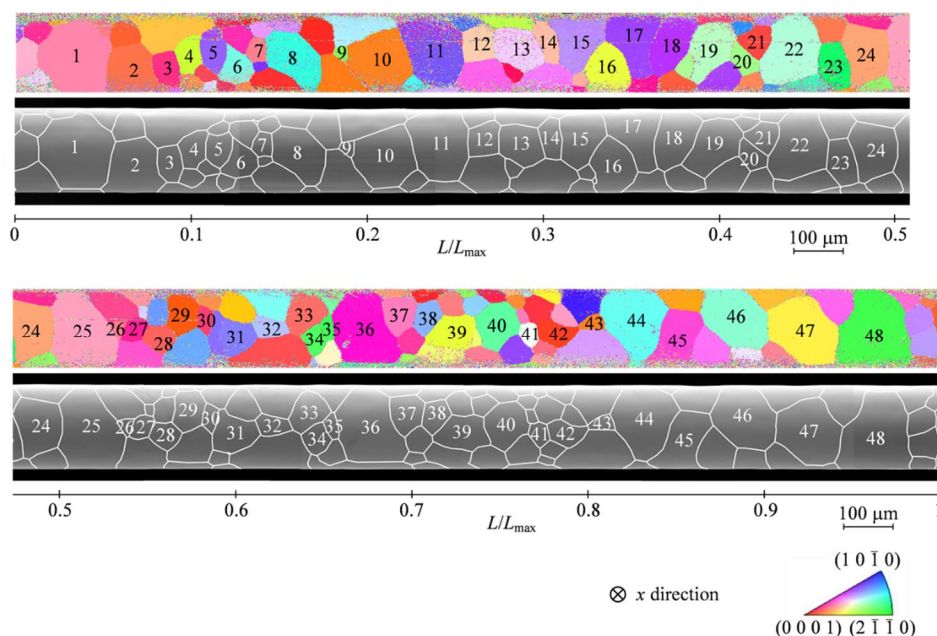 1 2 3 4 5 6 7 8 9 10 11 12 13 14 15 16 17 18 19 20 21 22 23 24
1 2 3 4 5 6 7 8 9 10 11 12 13 14 15 16 17 18 19 20 21 22 23 24
0 0.1 0.2 0.3 0.4 0.5
L/Lmax 100 μm
24 25 26 27 28 29 30 31 32 33 34 35 36 37 38 39 40 41 42 43 44 45 46 47 48
24 25 26 27 28 29 30 31 32 33 34 35 36 37 38 39 40 41 42 43 44 45 46 47 48
0.5 0.6 0.7 0.8 0.9
L/Lmax 100 μm
(1 0 1̄ 0)
⊗ x direction
(0 0 0 1) (2 1̄ 1̄ 0)